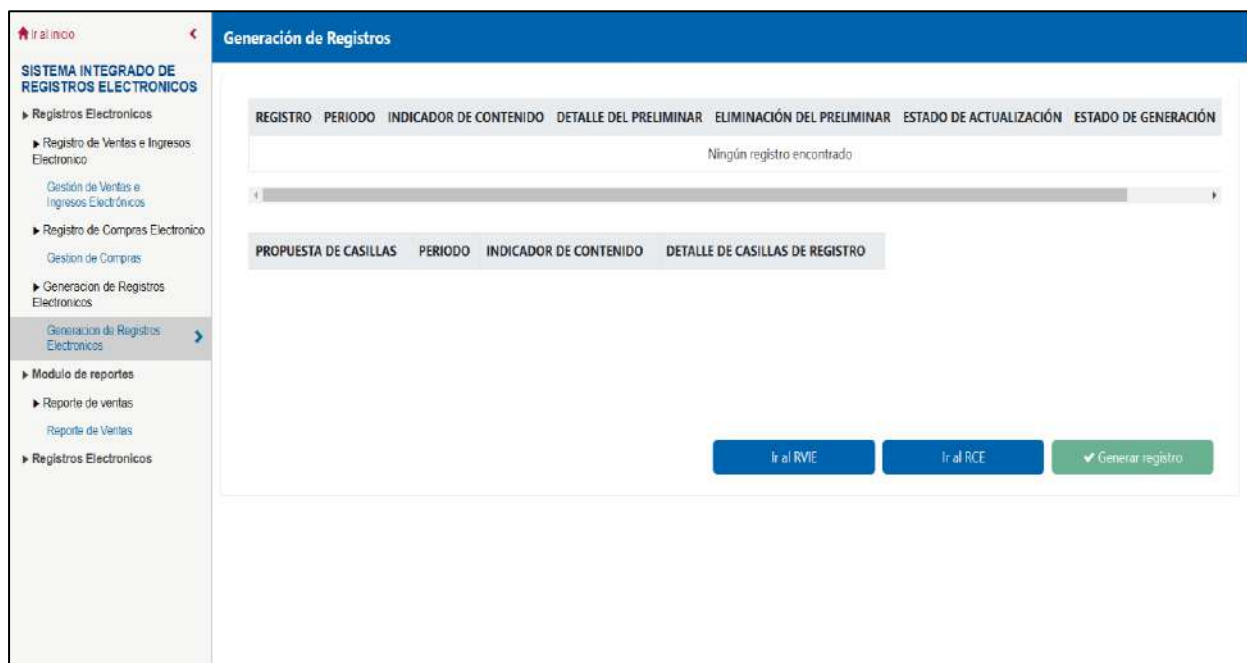 Ir al inicio
Generación de Registros
SISTEMA INTEGRADO DE
REGISTROS ELECTRONICOS
Registros Electronicos
Registro de Ventas e Ingresos
Electronico
Gestión de Ventas e
Ingresos Electrónicos
Registro de Compras Electronico
Gestion de Compras
Generacion de Registros
Electronicos
Generacion de Registros
Electronicos
Modulo de reportes
Reporte de ventas
Reporte de Ventas
Registros Electronicos
REGISTRO PERIODO INDICADOR DE CONTENIDO DETALLE DEL PRELIMINAR ELIMINACIÓN DEL PRELIMINAR ESTADO DE ACTUALIZACIÓN ESTADO DE GENERACIÓN
Ningún registro encontrado
PROPUESTA DE CASILLAS PERIODO INDICADOR DE CONTENIDO DETALLE DE CASILLAS DE REGISTRO
Ir al RVIE Ir al RCE Generar registro